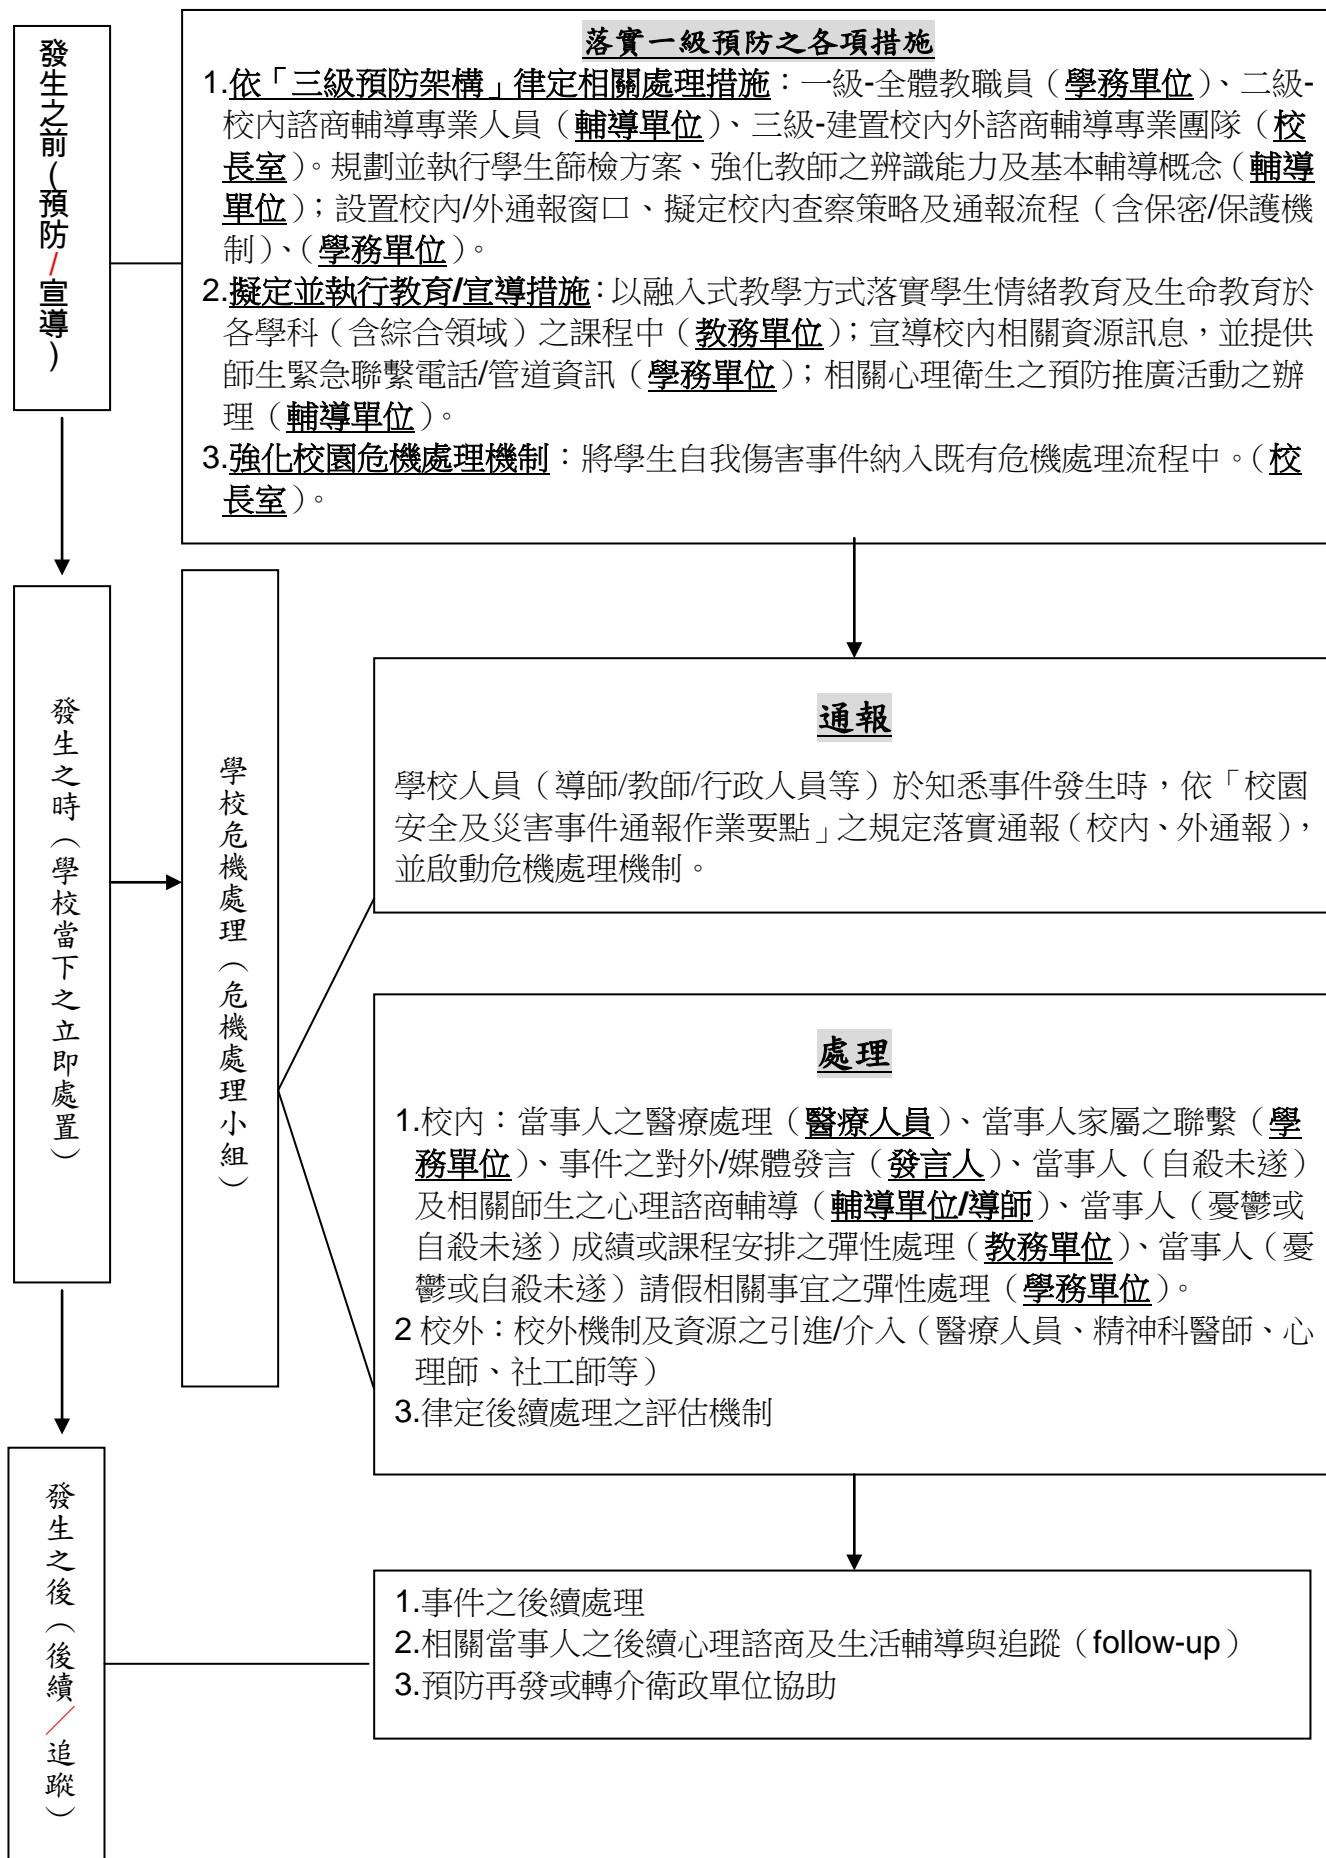 發生之前(預防/宣導)
落實一級預防之各項措施
1.依「三級預防架構」律定相關處理措施：一級-全體教職員（學務單位）、二級-
校內諮商輔導專業人員（輔導單位）、三級-建置校內外諮商輔導專業團隊（校
長室）。規劃並執行學生篩檢方案、強化教師之辨識能力及基本輔導概念（輔導
單位）；設置校內/外通報窗口、擬定校內查察策略及通報流程（含保密/保護機
制）、（學務單位）。
2.擬定並執行教育/宣導措施：以融入式教學方式落實學生情緒教育及生命教育於
各學科（含綜合領域）之課程中（教務單位）；宣導校內相關資源訊息，並提供
師生緊急聯繫電話/管道資訊（學務單位）；相關心理衛生之預防推廣活動之辦
理（輔導單位）。
3.強化校園危機處理機制：將學生自我傷害事件納入既有危機處理流程中。（校
長室）。
發生之時（學校當下之立即處置）
學校危機處理（危機處理小組）
通報
學校人員（導師/教師/行政人員等）於知悉事件發生時，依「校園
安全及災害事件通報作業要點」之規定落實通報（校內、外通報），
並啟動危機處理機制。
處理
1.校內：當事人之醫療處理（醫療人員）、當事人家屬之聯繫（學
務單位）、事件之對外/媒體發言（發言人）、當事人（自殺未遂）
及相關師生之心理諮商輔導（輔導單位/導師）、當事人（憂鬱或
自殺未遂）成績或課程安排之彈性處理（教務單位）、當事人（憂
鬱或自殺未遂）請假相關事宜之彈性處理（學務單位）。
2 校外：校外機制及資源之引進/介入（醫療人員、精神科醫師、心
理師、社工師等）
3.律定後續處理之評估機制
發生之後（後續／追蹤）
1.事件之後續處理
2.相關當事人之後續心理諮商及生活輔導與追蹤（follow-up）
3.預防再發或轉介衛政單位協助